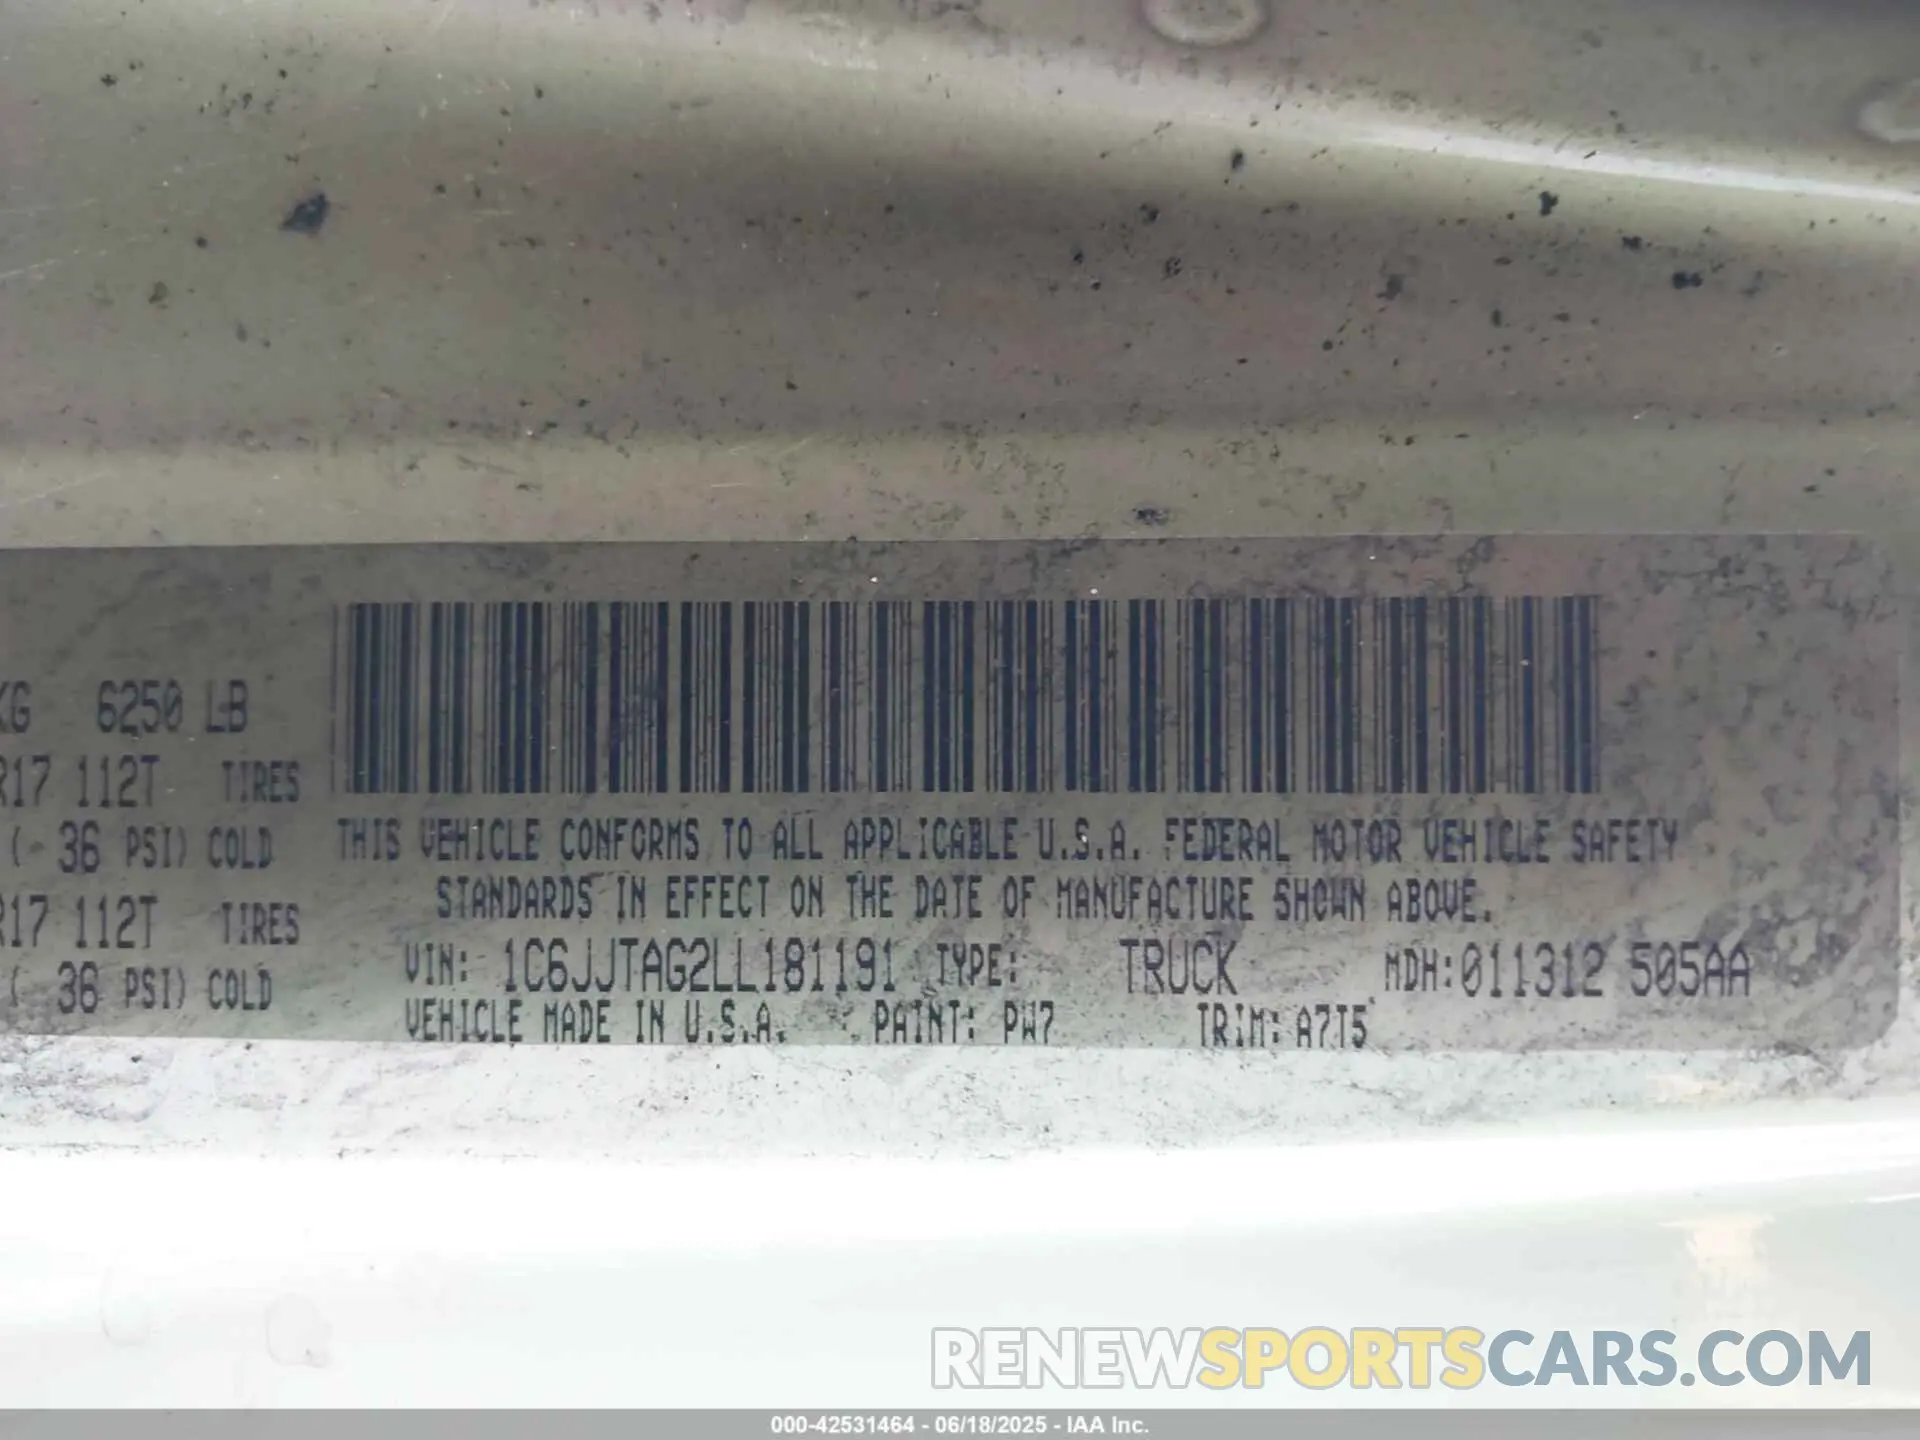 KG 6250 LB
R17 112T TIRES
( 36 PSI) COLD
R17 112T TIRES
( 36 PSI) COLD
THIS VEHICLE CONFORMS TO ALL APPLICABLE U.S.A. FEDERAL MOTOR VEHICLE SAFETY
STANDARDS IN EFFECT ON THE DATE OF MANUFACTURE SHOWN ABOVE.
VIN: 1C6JJTAG2LL181191 TYPE: TRUCK MDH: 011312 505AA
VEHICLE MADE IN U.S.A. PAINT: PW7 TRIM: A7T5
RENEWSPORTSCARS.COM
000-42531464 - 06/18/2025 - IAA Inc.